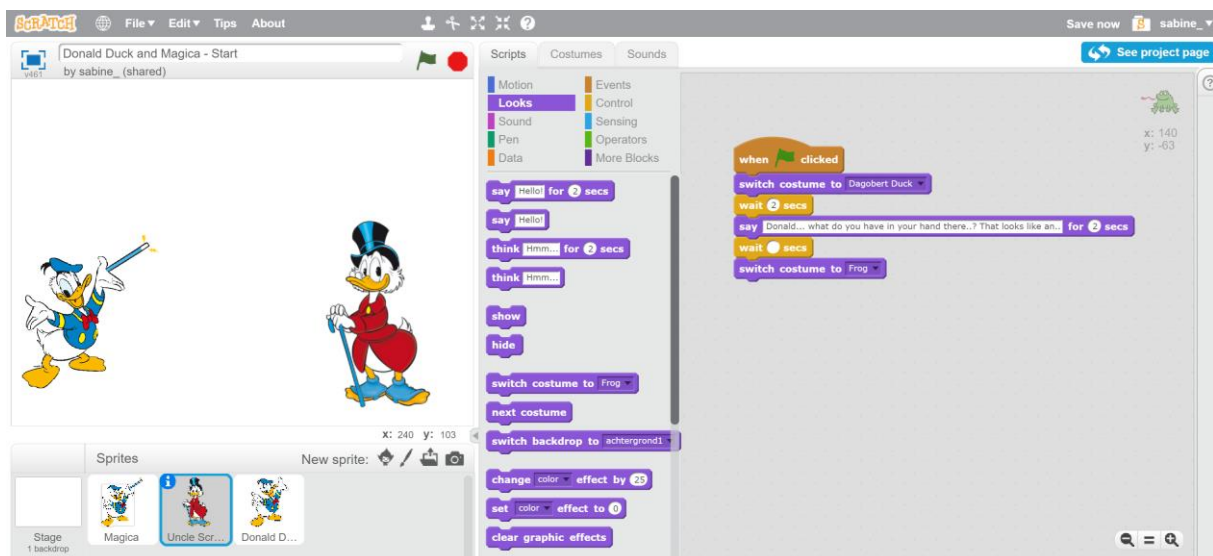 SCRATCH File Edit Tips About Save now sabine_
v461 Donald Duck and Magica - Start
by sabine_ (shared)
Scripts Costumes Sounds
See project page
Motion Events
Looks Control
Sound Sensing
Pen Operators
Data More Blocks
say Hello! for 2 secs
say Hello!
think Hmm... for 2 secs
think Hmm...
show
hide
switch costume to Frog
next costume
switch backdrop to achtergrond1
change color effect by 25
set color effect to 0
clear graphic effects
x: 140
y: -63
when clicked
switch costume to Dagobert Duck
wait 2 secs
say Donald... what do you have in your hand there..? That looks like an.. for 2 secs
wait secs
switch costume to Frog
X: 240 y: 103
Sprites New sprite:
Stage
1 backdrop
Magica
Uncle Scr...
Donald D...